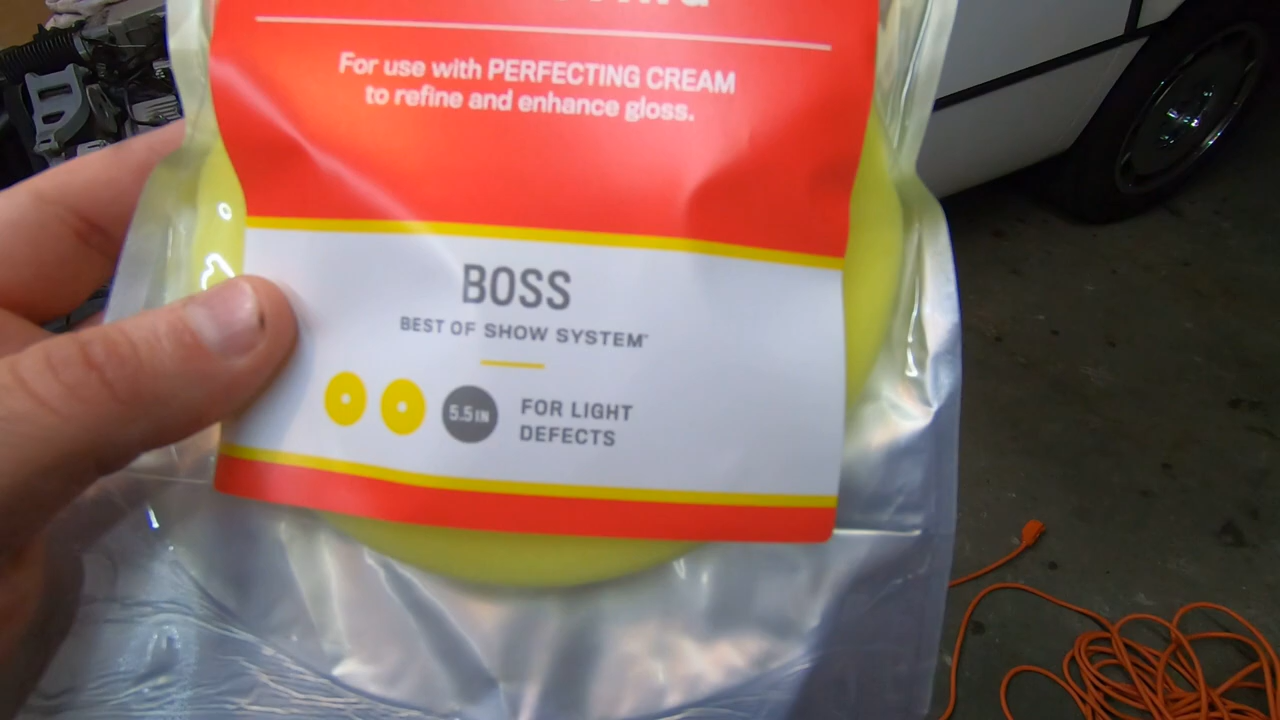 For use with PERFECTING CREAM
to refine and enhance gloss.
BOSS
BEST OF SHOW SYSTEM™
5.5 IN
FOR LIGHT
DEFECTS